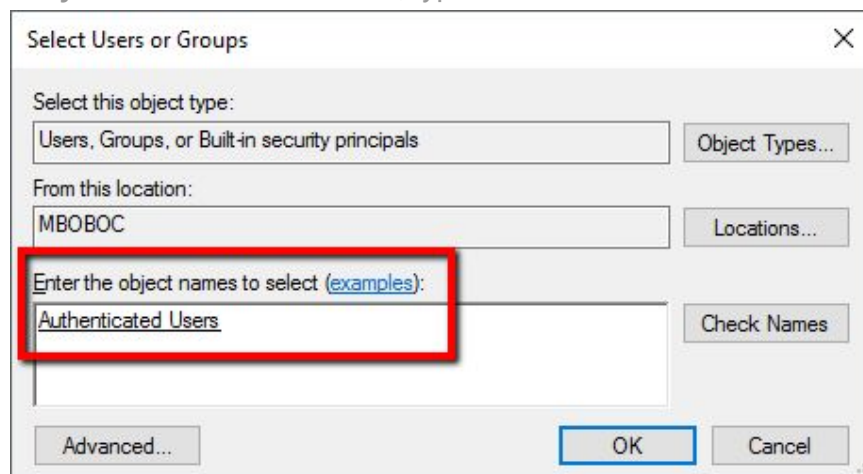 Select Users or Groups
Select this object type:
Users, Groups, or Built-in security principals
Object Types...
From this location:
MBOBOC
Locations...
Enter the object names to select (examples):
Authenticated Users
Check Names
Advanced...
OK
Cancel